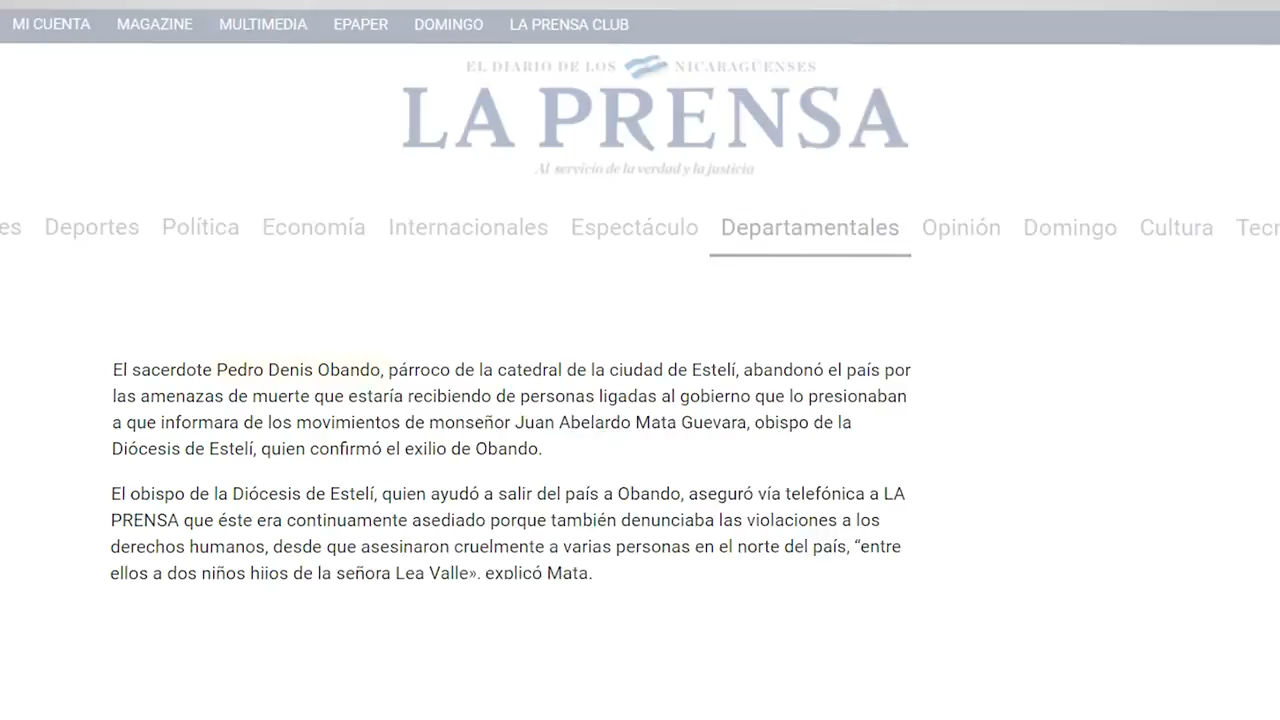 MI CUENTA MAGAZINE MULTIMEDIA EPAPER DOMINGO LA PRENSA CLUB
EL DIARIO DE LOS NICARAGÜENSES
LA PRENSA
Al servicio de la verdad y la justicia
es Deportes Política Economía Internacionales Espectáculo Departamentales Opinión Domingo Cultura Tecn
El sacerdote Pedro Denis Obando, párroco de la catedral de la ciudad de Estelí, abandonó el país por
las amenazas de muerte que estaría recibiendo de personas ligadas al gobierno que lo presionaban
a que informara de los movimientos de monseñor Juan Abelardo Mata Guevara, obispo de la
Diócesis de Estelí, quien confirmó el exilio de Obando.
El obispo de la Diócesis de Estelí, quien ayudó a salir del país a Obando, aseguró vía telefónica a LA
PRENSA que éste era continuamente asediado porque también denunciaba las violaciones a los
derechos humanos, desde que asesinaron cruelmente a varias personas en el norte del país, “entre
ellos a dos niños hijos de la señora Lea Valle», explicó Mata.